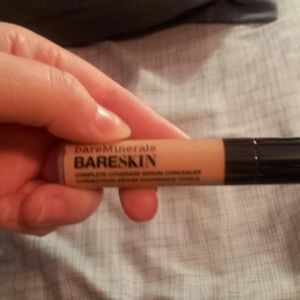 bareMinerals
BARESKIN
COMPLETE COVERAGE SERUM CONCEALER
CORRECTEUR SÉRUM COUVRANCE TOTALE